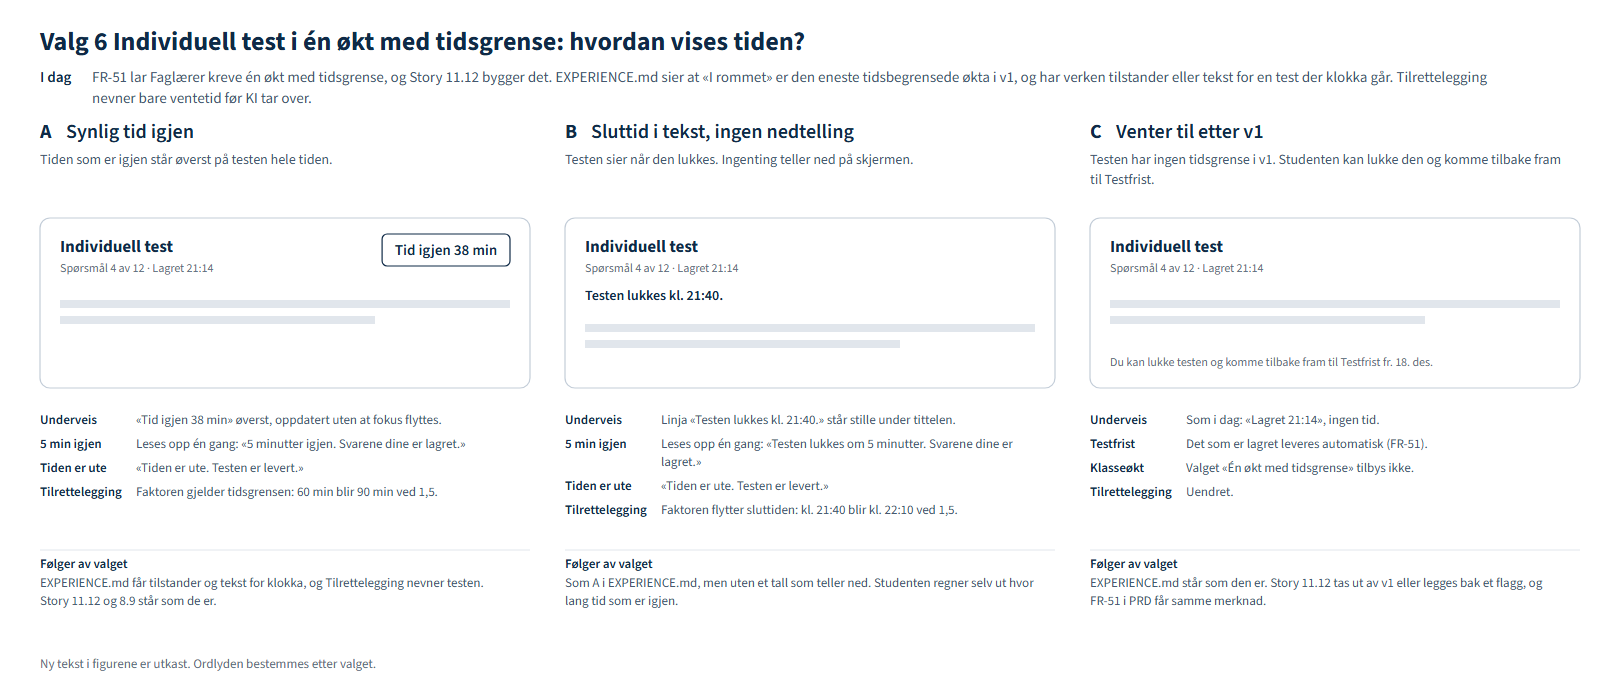 Valg 6 Individuell test i én økt med tidsgrense: hvordan vises tiden?
I dag FR-51 lar Faglærer kreve én økt med tidsgrense, og Story 11.12 bygger det. EXPERIENCE.md sier at «I rommet» er den eneste tidsbegrensede økta i v1, og har verken tilstander eller tekst for en test der klokka går. Tilrettelegging
nevner bare ventetid før KI tar over.
A Synlig tid igjen
Tiden som er igjen står øverst på testen hele tiden.
Individuell test
Tid igjen 38 min
Spørsmål 4 av 12 · Lagret 21:14
Underveis «Tid igjen 38 min» øverst, oppdatert uten at fokus flyttes.
5 min igjen Leses opp én gang: «5 minutter igjen. Svarene dine er lagret.»
Tiden er ute «Tiden er ute. Testen er levert.»
Tilrettelegging Faktoren gjelder tidsgrensen: 60 min blir 90 min ved 1,5.
Følger av valget
EXPERIENCE.md får tilstander og tekst for klokka, og Tilrettelegging nevner testen.
Story 11.12 og 8.9 står som de er.
B Sluttid i tekst, ingen nedtelling
Testen sier når den lukkes. Ingenting teller ned på skjermen.
Individuell test
Spørsmål 4 av 12 · Lagret 21:14
Testen lukkes kl. 21:40.
Underveis Linja «Testen lukkes kl. 21:40.» står stille under tittelen.
5 min igjen Leses opp én gang: «Testen lukkes om 5 minutter. Svarene dine er
lagret.»
Tiden er ute «Tiden er ute. Testen er levert.»
Tilrettelegging Faktoren flytter sluttiden: kl. 21:40 blir kl. 22:10 ved 1,5.
Følger av valget
Som A i EXPERIENCE.md, men uten et tall som teller ned. Studenten regner selv ut hvor
lang tid som er igjen.
C Venter til etter v1
Testen har ingen tidsgrense i v1. Studenten kan lukke den og komme tilbake fram
til Testfrist.
Individuell test
Spørsmål 4 av 12 · Lagret 21:14
Du kan lukke testen og komme tilbake fram til Testfrist fr. 18. des.
Underveis Som i dag: «Lagret 21:14», ingen tid.
Testfrist Det som er lagret leveres automatisk (FR-51).
Klasseøkt Valget «Én økt med tidsgrense» tilbys ikke.
Tilrettelegging Uendret.
Følger av valget
EXPERIENCE.md står som den er. Story 11.12 tas ut av v1 eller legges bak et flagg, og
FR-51 i PRD får samme merknad.
Ny tekst i figurene er utkast. Ordlyden bestemmes etter valget.